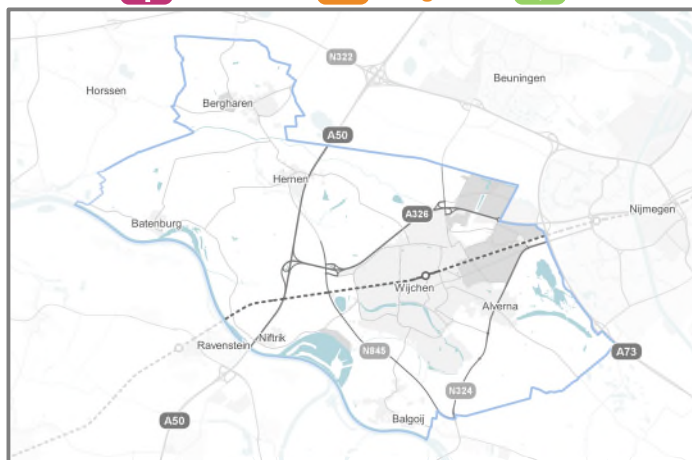 N322
Beuningen
Horssen
Bergharen
A50
Hernen
Nijmegen
A326
Batenburg
Wijchen
Alverna
Ravenstein
Niftrik
N845
A73
N324
A50
Balgoij